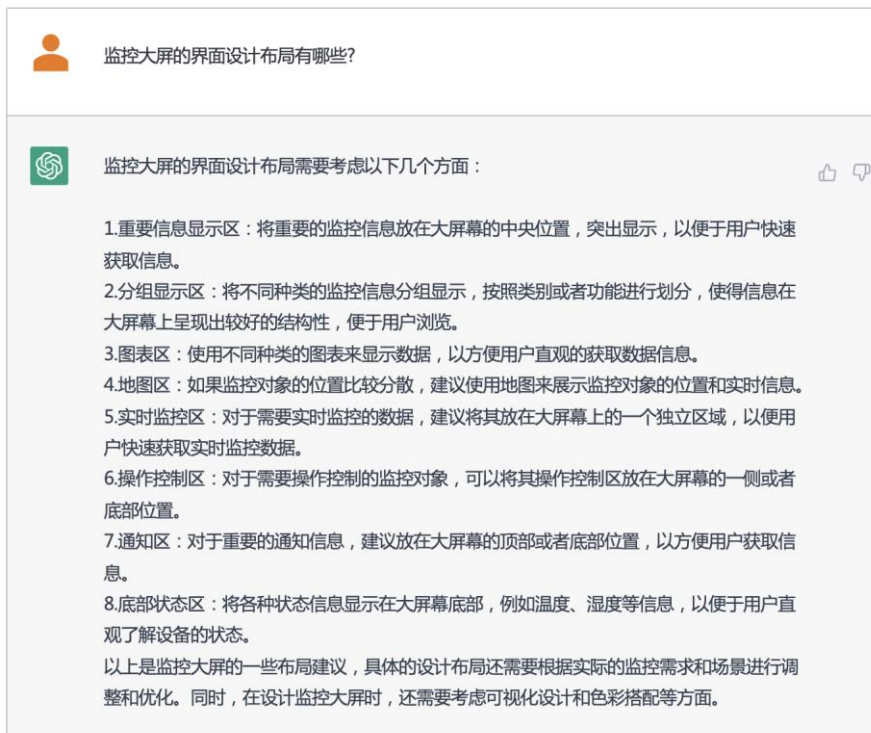 监控大屏的界面设计布局有哪些?
监控大屏的界面设计布局需要考虑以下几个方面：
1.重要信息显示区：将重要的监控信息放在大屏幕的中央位置，突出显示，以便于用户快速
获取信息。
2.分组显示区：将不同种类的监控信息分组显示，按照类别或者功能进行划分，使得信息在
大屏幕上呈现出较好的结构性，便于用户浏览。
3.图表区：使用不同种类的图表来显示数据，以方便用户直观的获取数据信息。
4.地图区：如果监控对象的位置比较分散，建议使用地图来展示监控对象的位置和实时信息。
5.实时监控区：对于需要实时监控的数据，建议将其放在大屏幕上的一个独立区域，以便用
户快速获取实时监控数据。
6.操作控制区：对于需要操作控制的监控对象，可以将其操作控制区放在大屏幕的一侧或者
底部位置。
7.通知区：对于重要的通知信息，建议放在大屏幕的顶部或者底部位置，以方便用户获取信
息。
8.底部状态区：将各种状态信息显示在大屏幕底部，例如温度、湿度等信息，以便于用户直
观了解设备的状态。
以上是监控大屏的一些布局建议，具体的设计布局还需要根据实际的监控需求和场景进行调
整和优化。同时，在设计监控大屏时，还需要考虑可视化设计和色彩搭配等方面。